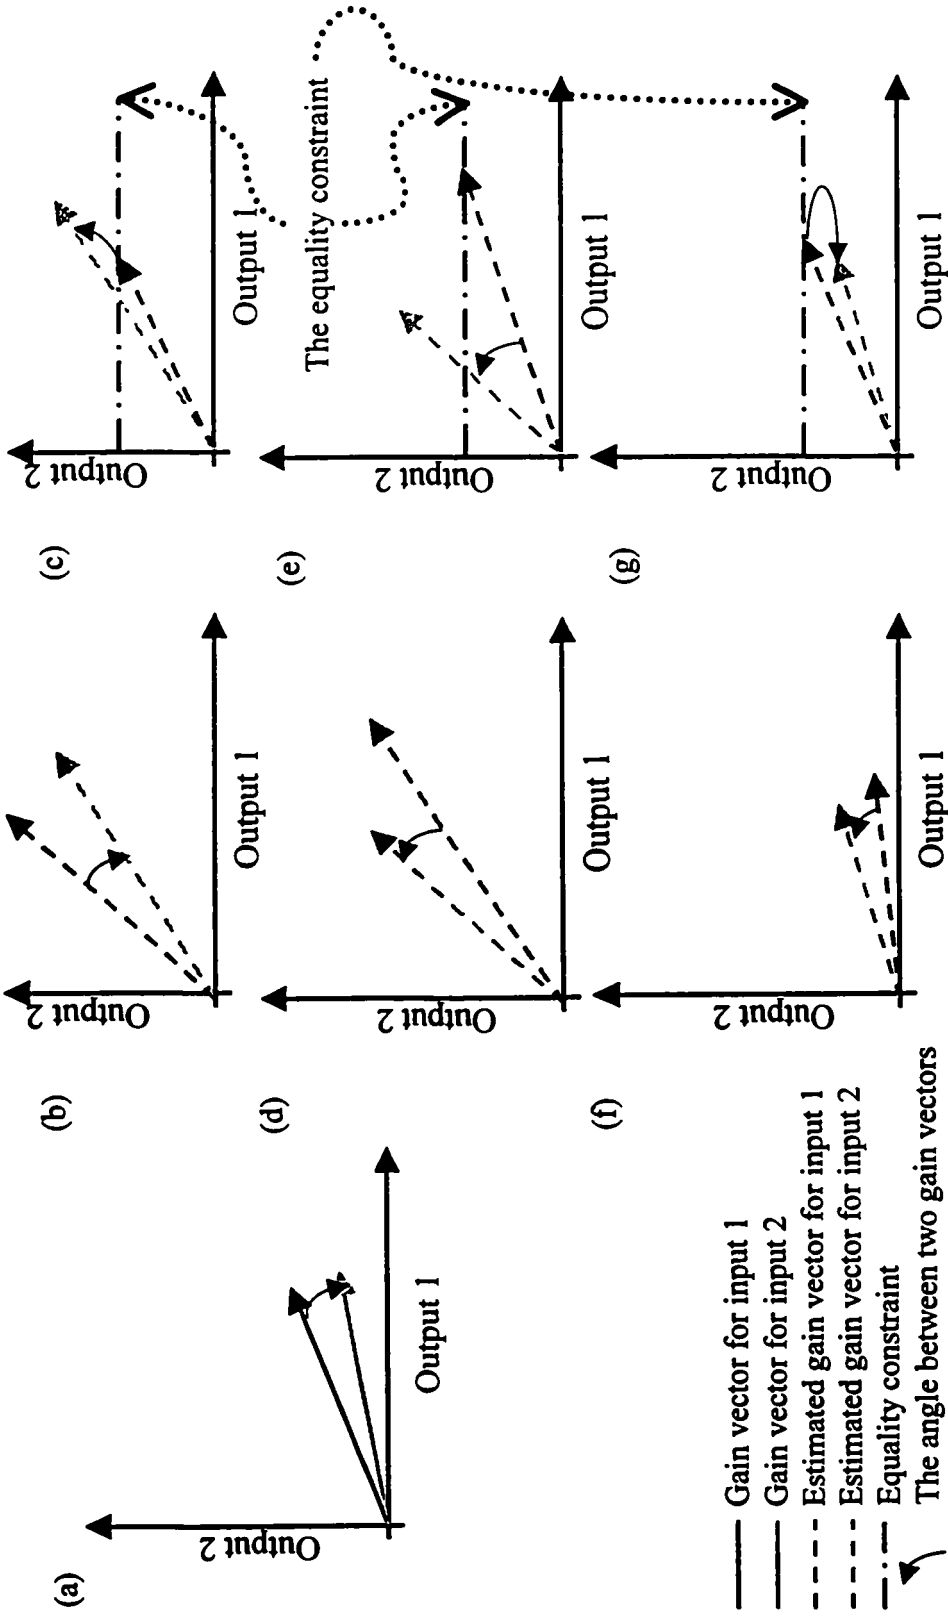 (a)
Output 2
Output 1
(b)
Output 2
Output 1
(c)
Output 2
Output 1
(d)
Output 2
Output 1
(e)
Output 2
Output 1
The equality constraint
(f)
Output 2
Output 1
(g)
Output 2
Output 1
Gain vector for input 1
Gain vector for input 2
Estimated gain vector for input 1
Estimated gain vector for input 2
Equality constraint
The angle between two gain vectors